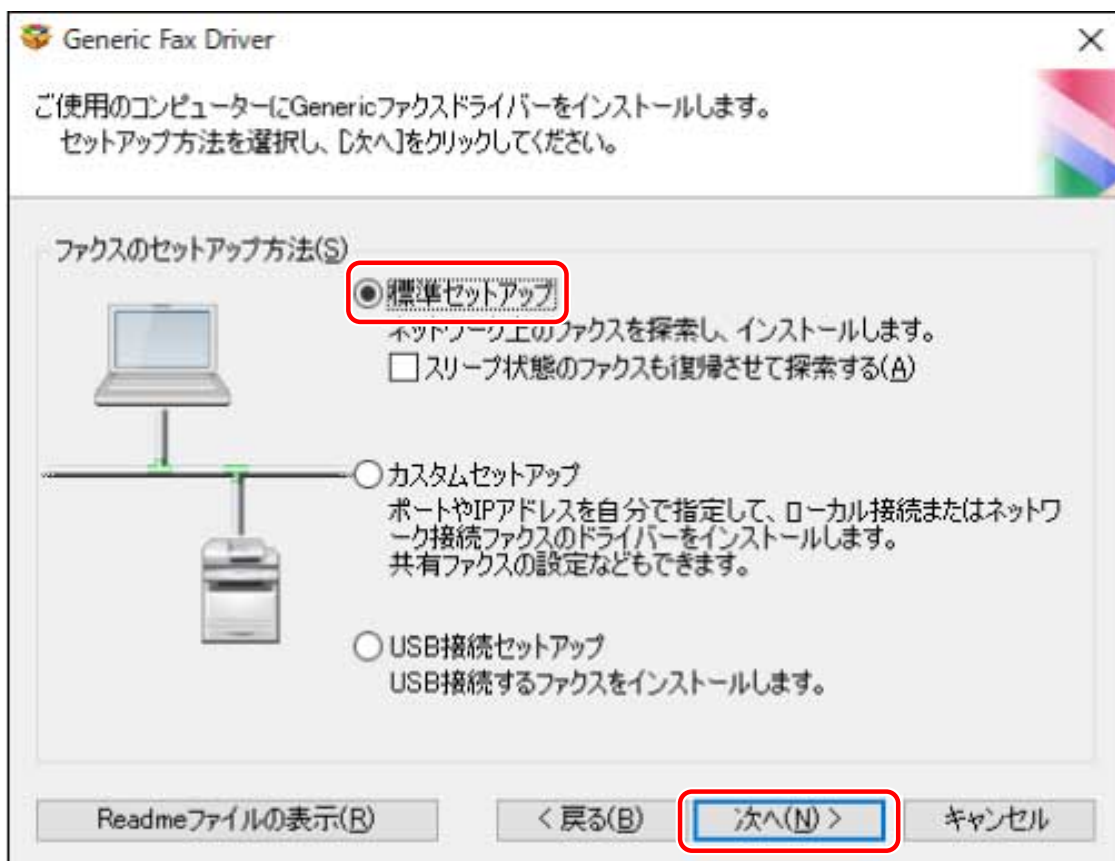 Generic Fax Driver
ご使用のコンピューターにGenericファクスドライバーをインストールします。
セットアップ方法を選択し、[次へ]をクリックしてください。
ファクスのセットアップ方法(S)
標準セットアップ
ネットワーク上のファクスを探索し、インストールします。
スリープ状態のファクスも復帰させて探索する(A)
カスタムセットアップ
ポートやIPアドレスを自分で指定して、ローカル接続またはネットワ
ーク接続ファクスのドライバーをインストールします。
共有ファクスの設定などもできます。
USB接続セットアップ
USB接続するファクスをインストールします。
Readmeファイルの表示(R)
< 戻る(B)
次へ(N) >
キャンセル